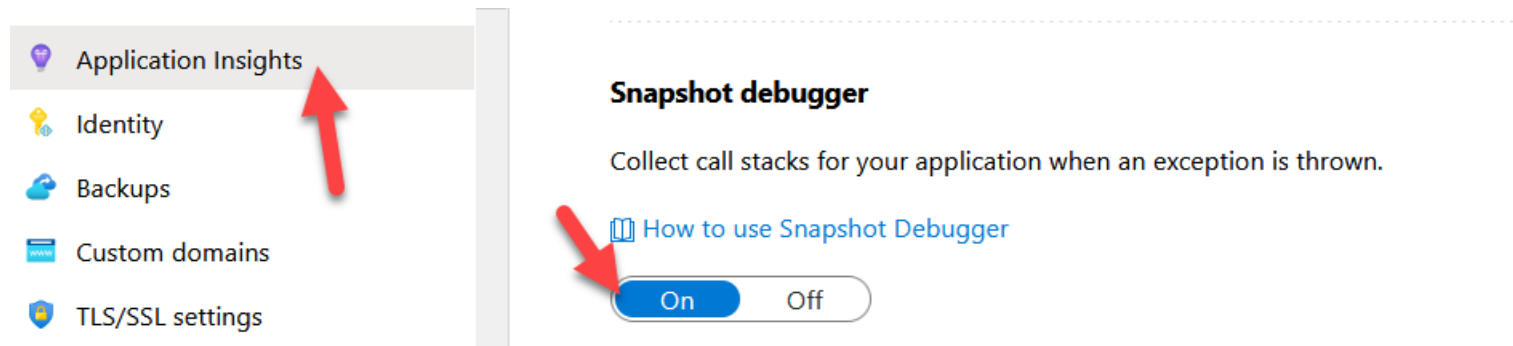 Application Insights
Identity
Backups
www
Custom domains
TLS/SSL settings
Snapshot debugger
Collect call stacks for your application when an exception is thrown.
How to use Snapshot Debugger
On Off